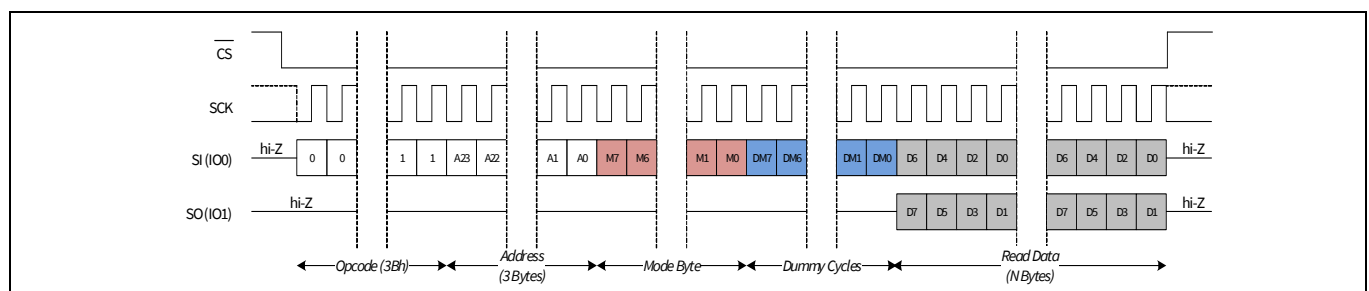 CS
SCK
hi-Z
SI (IO0) 0 0 1 1 A23 A22 A1 A0 M7 M6 M1 M0 DM7 DM6 DM1 DM0 D6 D4 D2 D0 D6 D4 D2 D0 hi-Z
hi-Z
SO (IO1) D7 D5 D3 D1 D7 D5 D3 D1 hi-Z
Opcode (3Bh) Address (3 Bytes) Mode Byte Dummy Cycles Read Data (N Bytes)